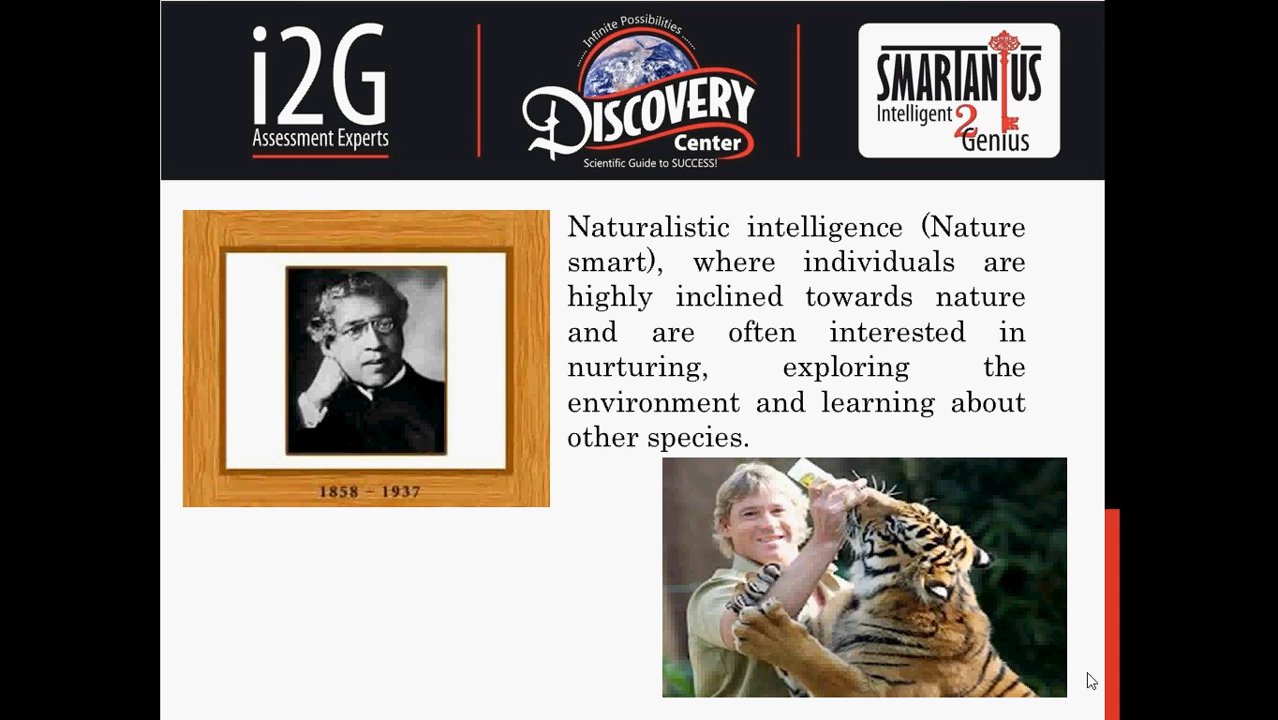 i2G
Assessment Experts
Infinite Possibilities
DISCOVERY
Center
Scientific Guide to SUCCESS!
SMARTANIUS
Intelligent 2
Genius
Naturalistic intelligence (Nature
smart), where individuals are
highly inclined towards nature
and are often interested in
nurturing, exploring the
environment and learning about
other species.
1858 – 1937